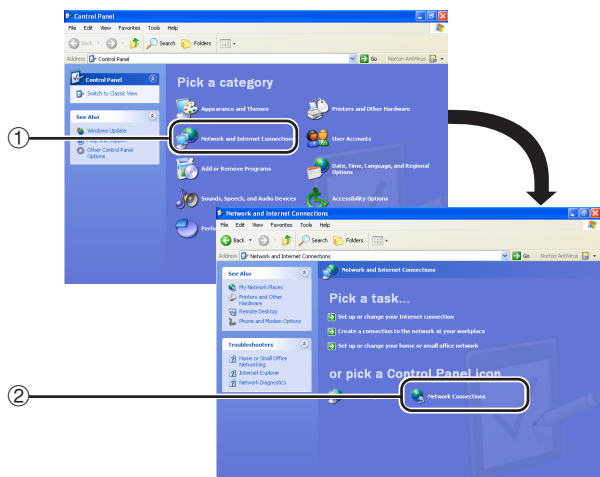 Control Panel
File Edit View Favorites Tools Help
Back Search Folders
Address Control Panel Go Norton AntiVirus
Control Panel
Switch to Classic View
See Also
Windows Update
Help and Support
Other Control Panel
Options
Pick a category
Appearance and Themes
Printers and Other Hardware
Network and Internet Connections
User Accounts
Add or Remove Programs
Date, Time, Language, and Regional
Options
Sounds, Speech, and Audio Devices
Accessibility Options
Perfo
1
Network and Internet Connections
File Edit View Favorites Tools Help
Back Search Folders
Address Network and Internet Connections Go Norton AntiVirus
See Also
My Network Places
Printers and Other
Hardware
Remote Desktop
Phone and Modem Options
Troubleshooters
Home or Small Office
Networking
Internet Explorer
Network Diagnostics
Network and Internet Connections
Pick a task...
Set up or change your Internet connection
Create a connection to the network at your workplace
Set up or change your home or small office network
or pick a Control Panel icon
Network Connections
2